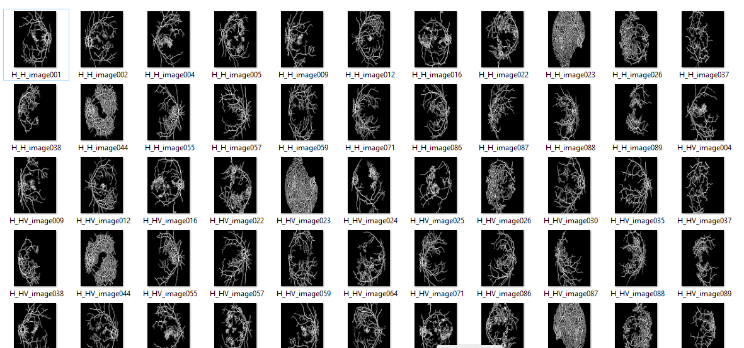 H_H_image001 H_H_image002 H_H_image004 H_H_image005 H_H_image009 H_H_image012 H_H_image016 H_H_image022 H_H_image023 H_H_image026 H_H_image037
H_H_image038 H_H_image044 H_H_image055 H_H_image057 H_H_image059 H_H_image071 H_H_image086 H_H_image087 H_H_image088 H_H_image089 H_HV_image004
H_HV_image009 H_HV_image012 H_HV_image016 H_HV_image022 H_HV_image023 H_HV_image024 H_HV_image025 H_HV_image026 H_HV_image030 H_HV_image035 H_HV_image037
H_HV_image038 H_HV_image044 H_HV_image055 H_HV_image057 H_HV_image059 H_HV_image064 H_HV_image071 H_HV_image086 H_HV_image087 H_HV_image088 H_HV_image089